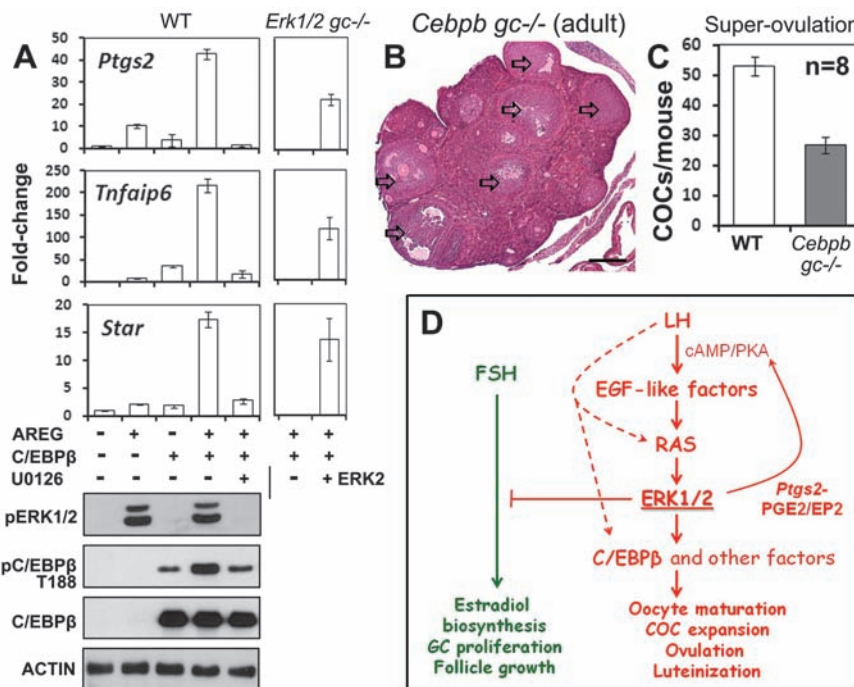 A
WT
Erk1/2 gc-/-
Ptgs2
50
40
30
20
10
0
Tnfaip6
250
200
150
100
50
0
Star
20
15
10
5
0
Fold-change
AREG - + - + + + +
C/EBPβ - - + + + + +
U0126 - - - - + + ERK2
pERK1/2
pC/EBPβ
T188
C/EBPβ
ACTIN
Cebpb gc-/- (adult)
B
Super-ovulation
C
n=8
60
50
40
30
20
10
0
COCs/mouse
WT
Cebpb
gc-/-
D
LH
cAMP/PKA
FSH
EGF-like factors
RAS
ERK1/2
Ptgs2-
PGE2/EP2
C/EBPβ and other factors
Estradiol
biosynthesis
GC proliferation
Follicle growth
Oocyte maturation
COC expansion
Ovulation
Luteinization